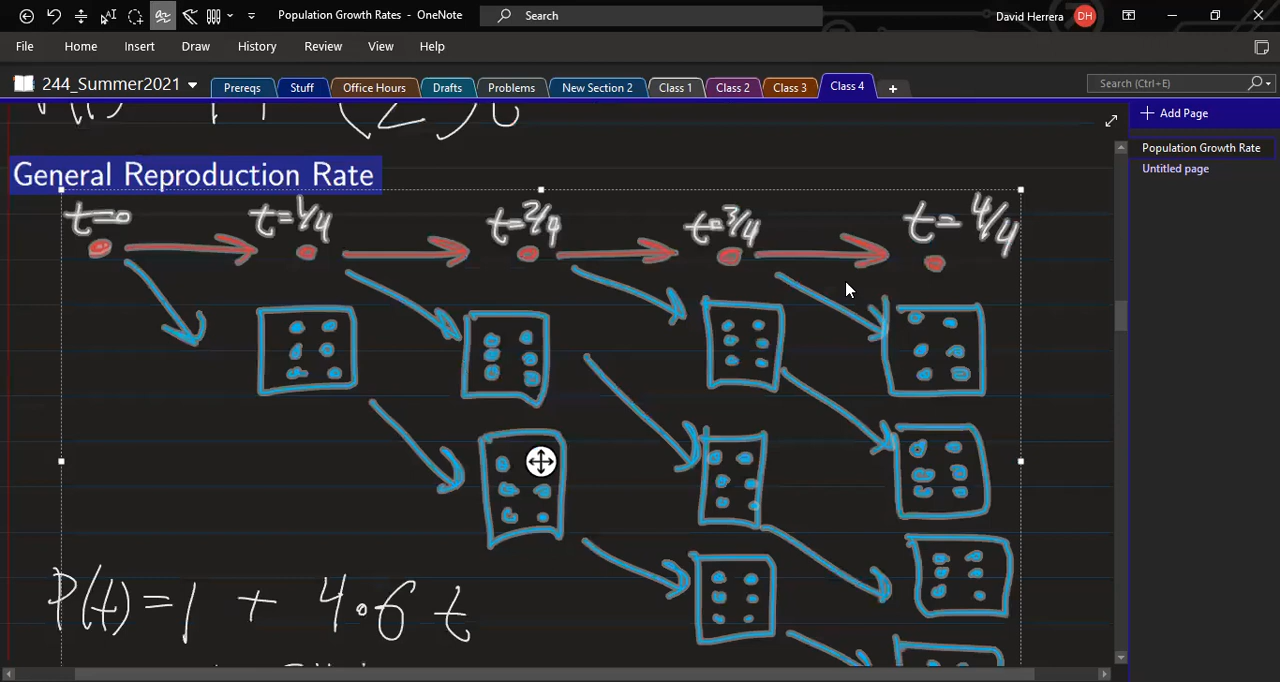 Population Growth Rates - OneNote
Search
David Herrera
DH
File Home Insert Draw History Review View Help
244_Summer2021
Prereqs Stuff Office Hours Drafts Problems New Section 2 Class 1 Class 2 Class 3 Class 4
Search (Ctrl+E)
Add Page
Population Growth Rate
Untitled page
General Reproduction Rate
t=0 t=1/4 t=2/4 t=3/4 t=4/4
P(t)=1 + 4·6 t